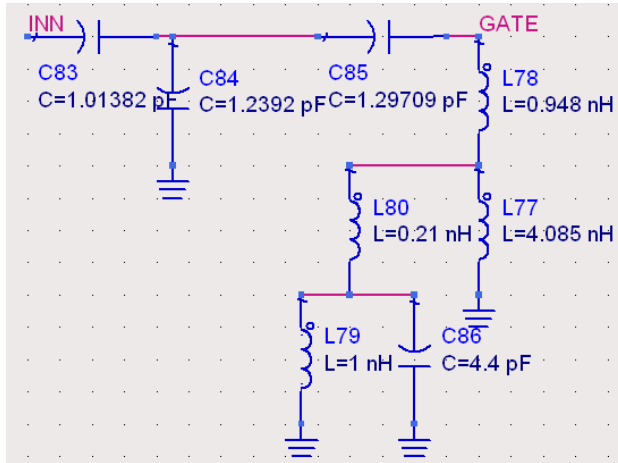 INN
GATE
C83
C=1.01382 pF
C84
C=1.2392 pF
C85
C=1.29709 pF
L78
L=0.948 nH
L80
L=0.21 nH
L77
L=4.085 nH
L79
L=1 nH
C86
C=4.4 pF